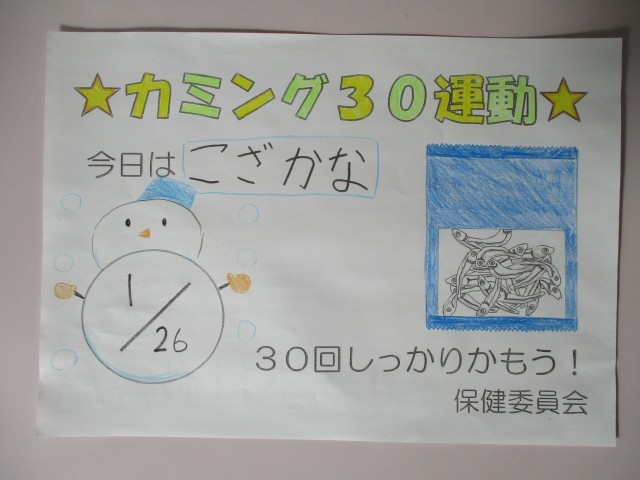 ★カミング30運動★
今日は こざかな
1/26
30回しっかりかもう！
保健委員会